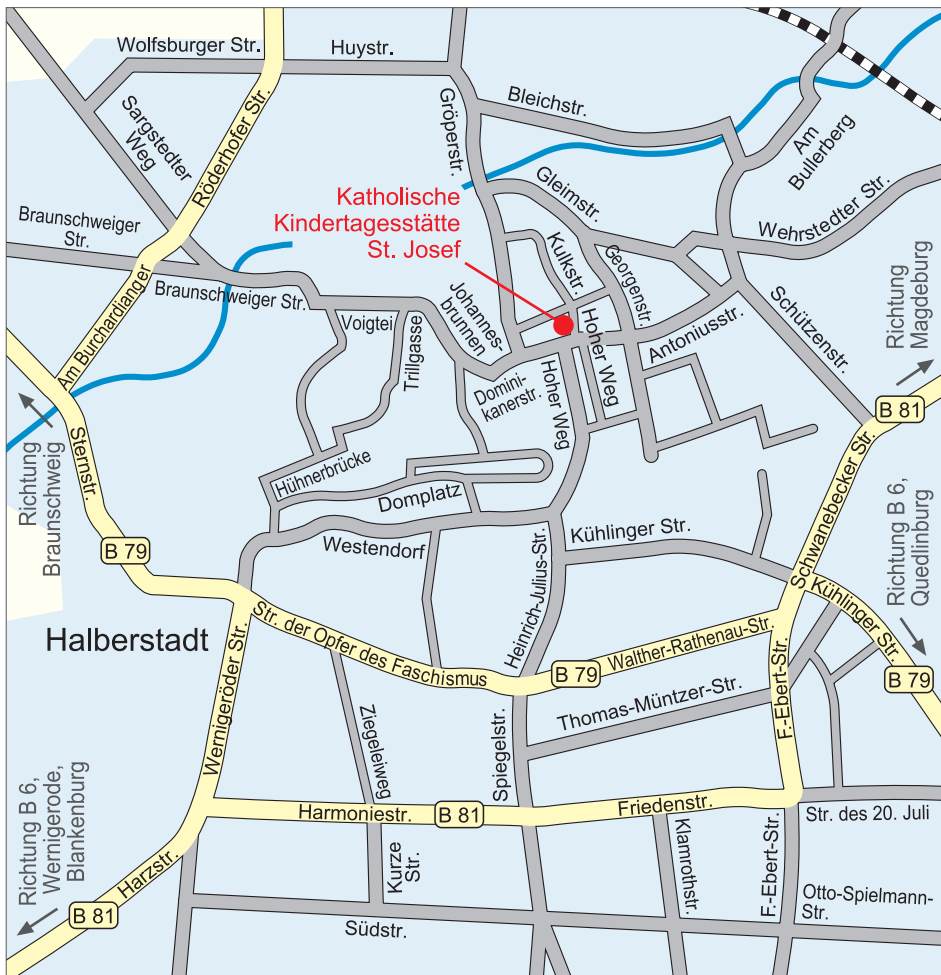 Wolfsburger Str.
Huystr.
Sargstedter
Weg
Röderhofer Str.
Gröperstr.
Bleichstr.
Am
Bullerberg
Gleimstr.
Wehrstedter Str.
Katholische
Kindertagesstätte
St. Josef
Braunschweiger
Str.
Braunschweiger Str.
Am Burchardianger
Voigtei
Trillgasse
Johannes-
brunnen
Kulkstr.
Georgenstr.
Hoher Weg
Hoher Weg
Antoniusstr.
Schützenstr.
Richtung
Magdeburg
B 81
Domini-
kanerstr.
Richtung
Braunschweig
Sternstr.
B 79
Hühnerbrücke
Domplatz
Westendorf
Kühlinger Str.
Schwanebecker Str.
Richtung B 6,
Quedlinburg
Kühlinger Str.
B 79
Heinrich-Julius-Str.
Halberstadt
Str. der Opfer des Faschismus
B 79
Walther-Rathenau-Str.
Thomas-Müntzer-Str.
F.-Ebert-Str.
Wernigeröder Str.
Ziegeleiweg
Spiegelstr.
Harmoniestr.
B 81
Friedenstr.
Str. des 20. Juli
Richtung B 6,
Wernigerode,
Blankenburg
Harzstr.
B 81
Kurze
Str.
Klamrothstr.
F.-Ebert-Str.
Otto-Spielmann-
Str.
Südstr.